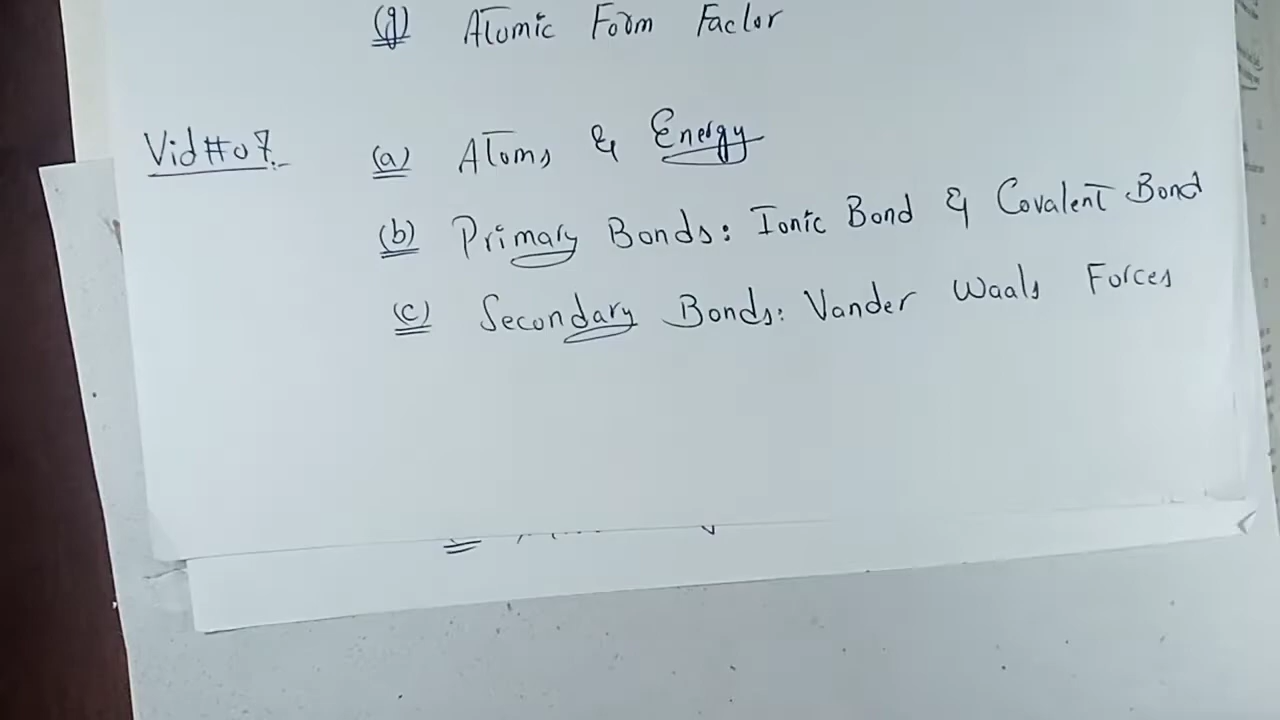 (g) Atomic Form Factor
Vid#07.- (a) Atoms & Energy
(b) Primary Bonds: Ionic Bond & Covalent Bond
(c) Secondary Bonds: Vander Waals Forces